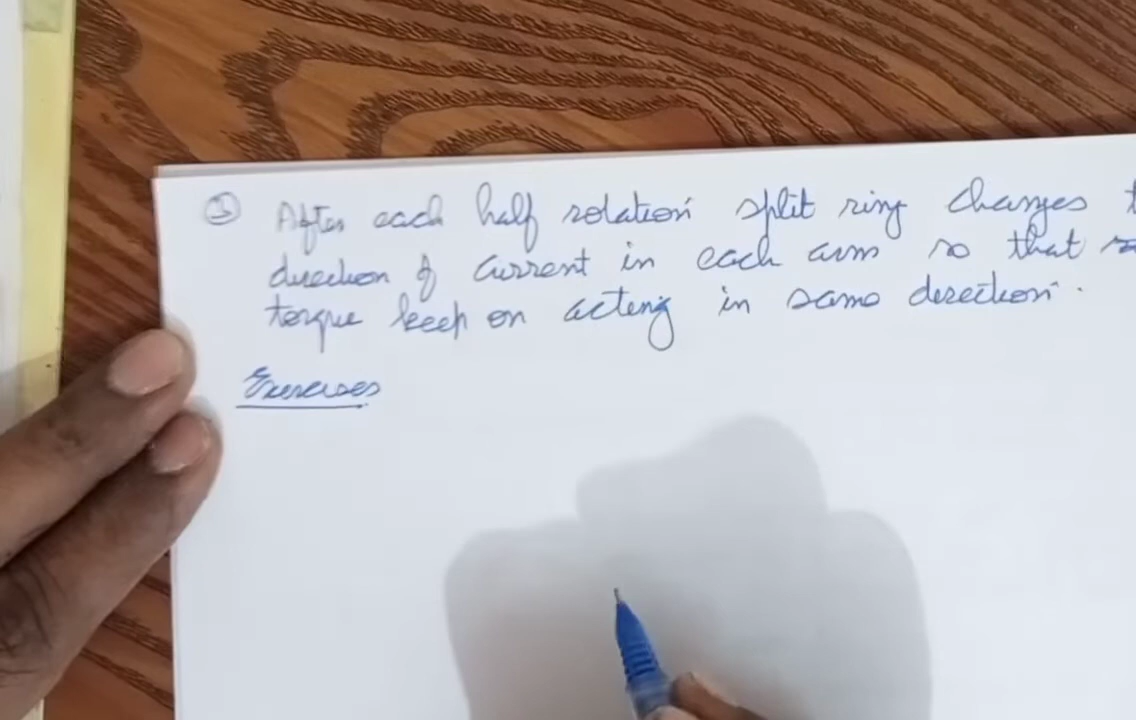 After each half rotation split ring changes
direction of current in each arm so that
torque keep on acting in same direction.
Exercises